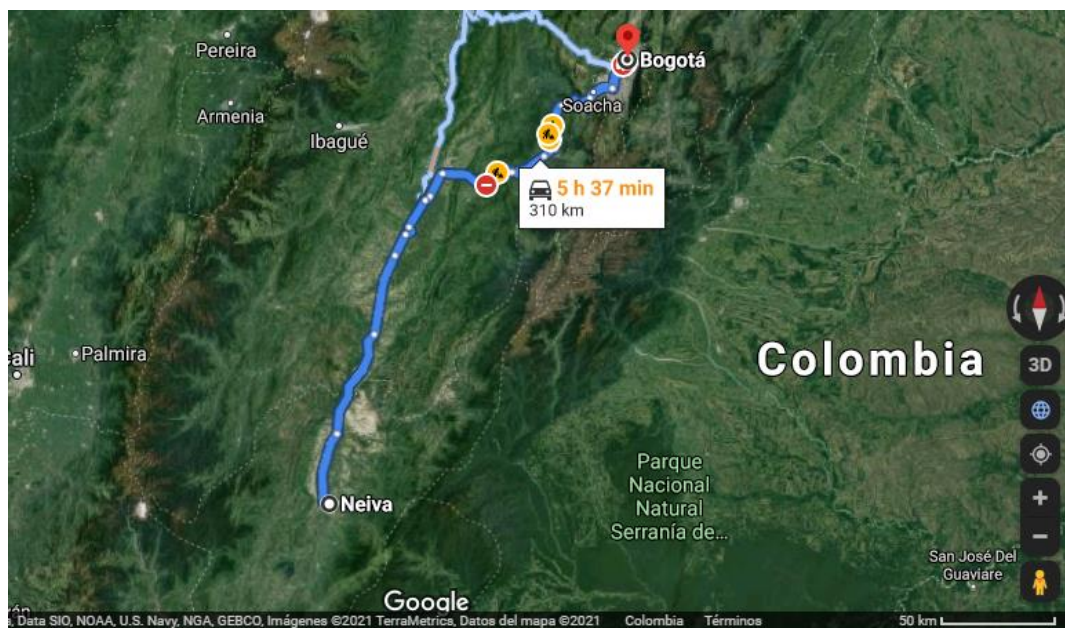 Pereira
Bogotá
Armenia
Soacha
Ibagué
5 h 37 min
310 km
Cali
Palmira
Colombia
3D
Neiva
Parque
Nacional
Natural
Serranía de...
San José Del
Guaviare
Google
Data SIO, NOAA, U.S. Navy, NGA, GEBCO, Imágenes ©2021 TerraMetrics, Datos del mapa ©2021 Colombia Términos 50 km